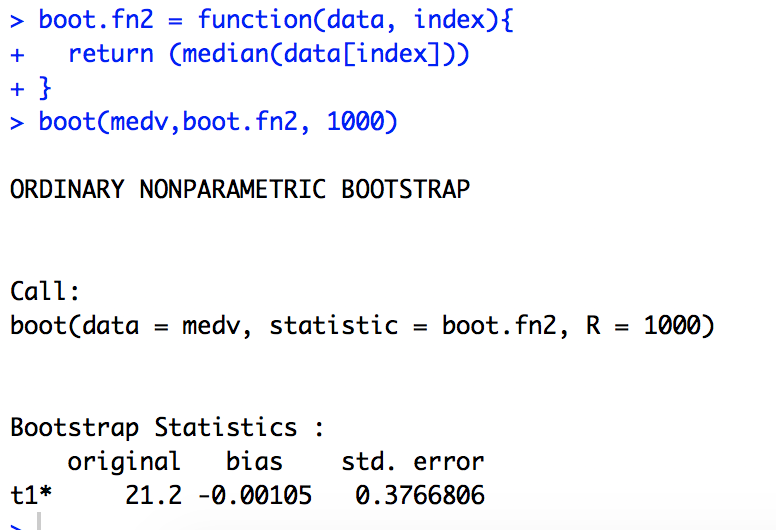 > boot.fn2 = function(data, index){
+   return (median(data[index]))
+ }
> boot(medv,boot.fn2, 1000)
ORDINARY NONPARAMETRIC BOOTSTRAP
Call:
boot(data = medv, statistic = boot.fn2, R = 1000)
Bootstrap Statistics :
    original   bias    std. error
t1*     21.2 -0.00105   0.3766806
>